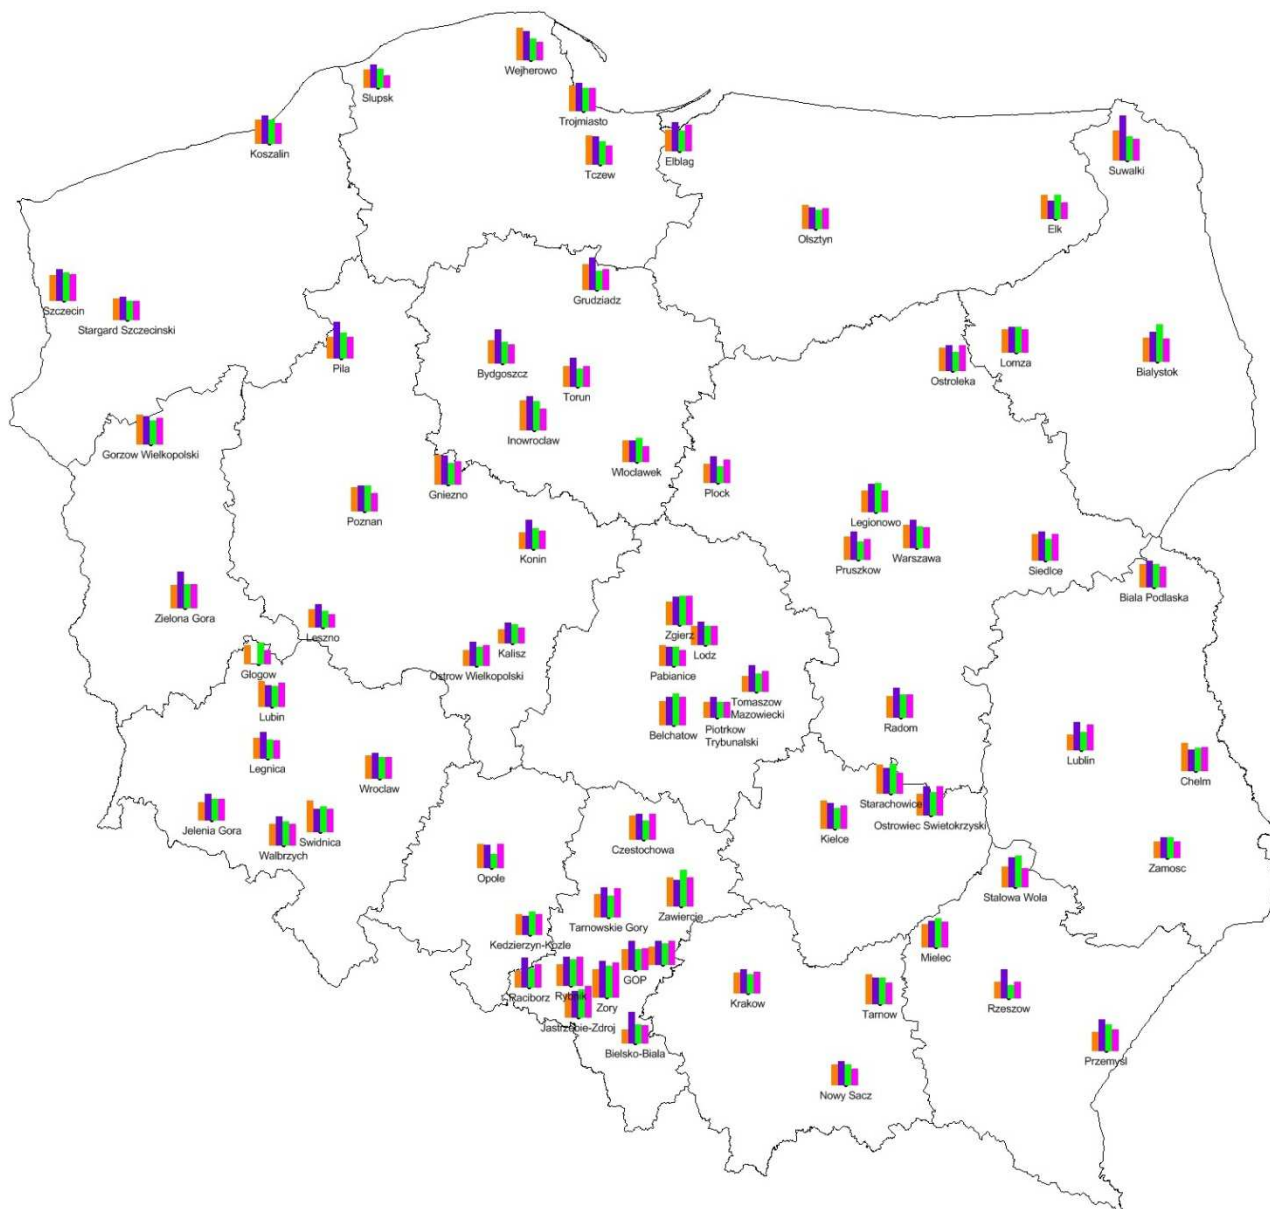 Wejherowo
Slupsk
Trojmiasto
Koszalin
Elblag
Tczew
Suwalki
Elk
Olsztyn
Grudziadz
Szczecin
Stargard Szczecinski
Pila
Bydgoszcz
Lomza
Bialystok
Ostroleka
Torun
Inowroclaw
Gorzow Wielkopolski
Wloclawek
Plock
Gniezno
Poznan
Legionowo
Warszawa
Konin
Pruszkow
Siedlce
Biala Podlaska
Zielona Gora
Leszno
Zgierz
Lodz
Kalisz
Ostrow Wielkopolski
Glogow
Pabianice
Tomaszow
Mazowiecki
Lubin
Belchatow
Piotrkow
Trybunalski
Radom
Lublin
Legnica
Chelm
Wroclaw
Starachowice
Jelenia Gora
Swidnica
Walbrzych
Ostrowiec Swietokrzyski
Kielce
Czestochowa
Opole
Zamosc
Stalowa Wola
Zawiercie
Tarnowskie Gory
Kedzierzyn-Kozle
Mielec
GOP
Raciborz
Rybnik
Zory
Krakow
Tarnow
Rzeszow
Jastrzebie-Zdroj
Bielsko-Biala
Przemysl
Nowy Sacz